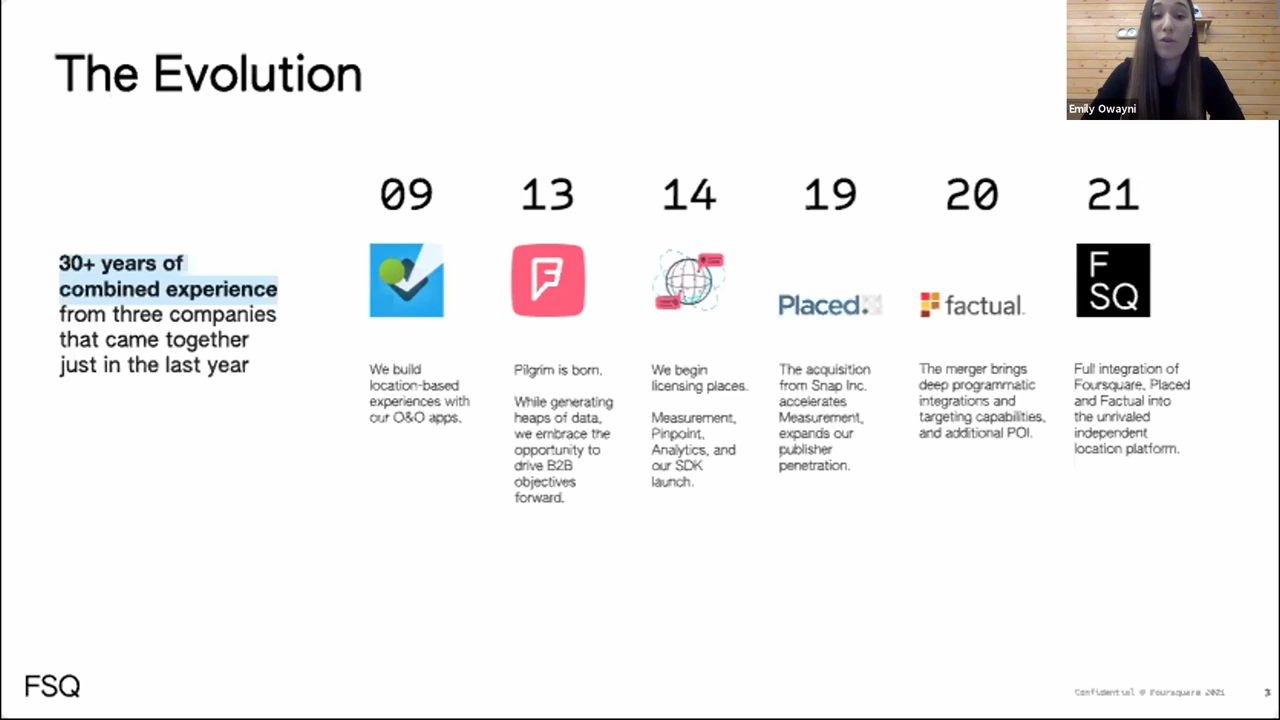 The Evolution
Emily Owayni
30+ years of
combined experience
from three companies
that came together
just in the last year
09
13
14
19
20
21
Placed.
factual.
F
SQ
We build
location-based
experiences with
our O&O apps.
Pilgrim is born.
While generating
heaps of data,
we embrace the
opportunity to
drive B2B
objectives
forward.
We begin
licensing places.
Measurement,
Pinpoint,
Analytics, and
our SDK
launch.
The acquisition
from Snap Inc.
accelerates
Measurement,
expands our
publisher
penetration.
The merger brings
deep programmatic
integrations and
targeting capabilities,
and additional POI.
Full integration of
Foursquare, Placed
and Factual into
the unrivaled
independent
location platform.
FSQ
Confidential © Foursquare 2021
3